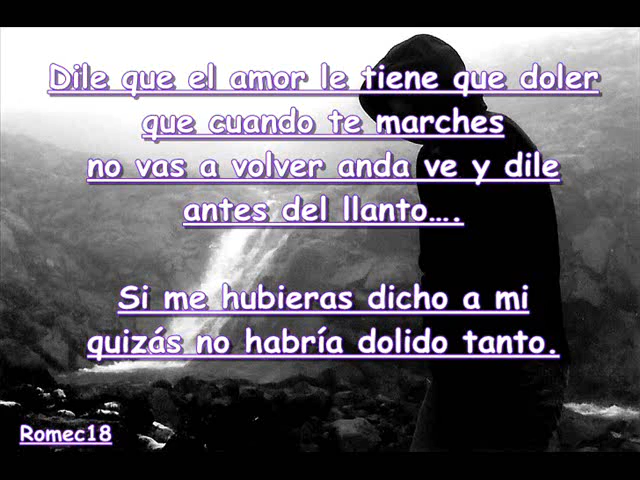 Dile que el amor le tiene que doler
que cuando te marches
no vas a volver anda ve y dile
antes del llanto....
Si me hubieras dicho a mi
quizás no habría dolido tanto.
Romec18